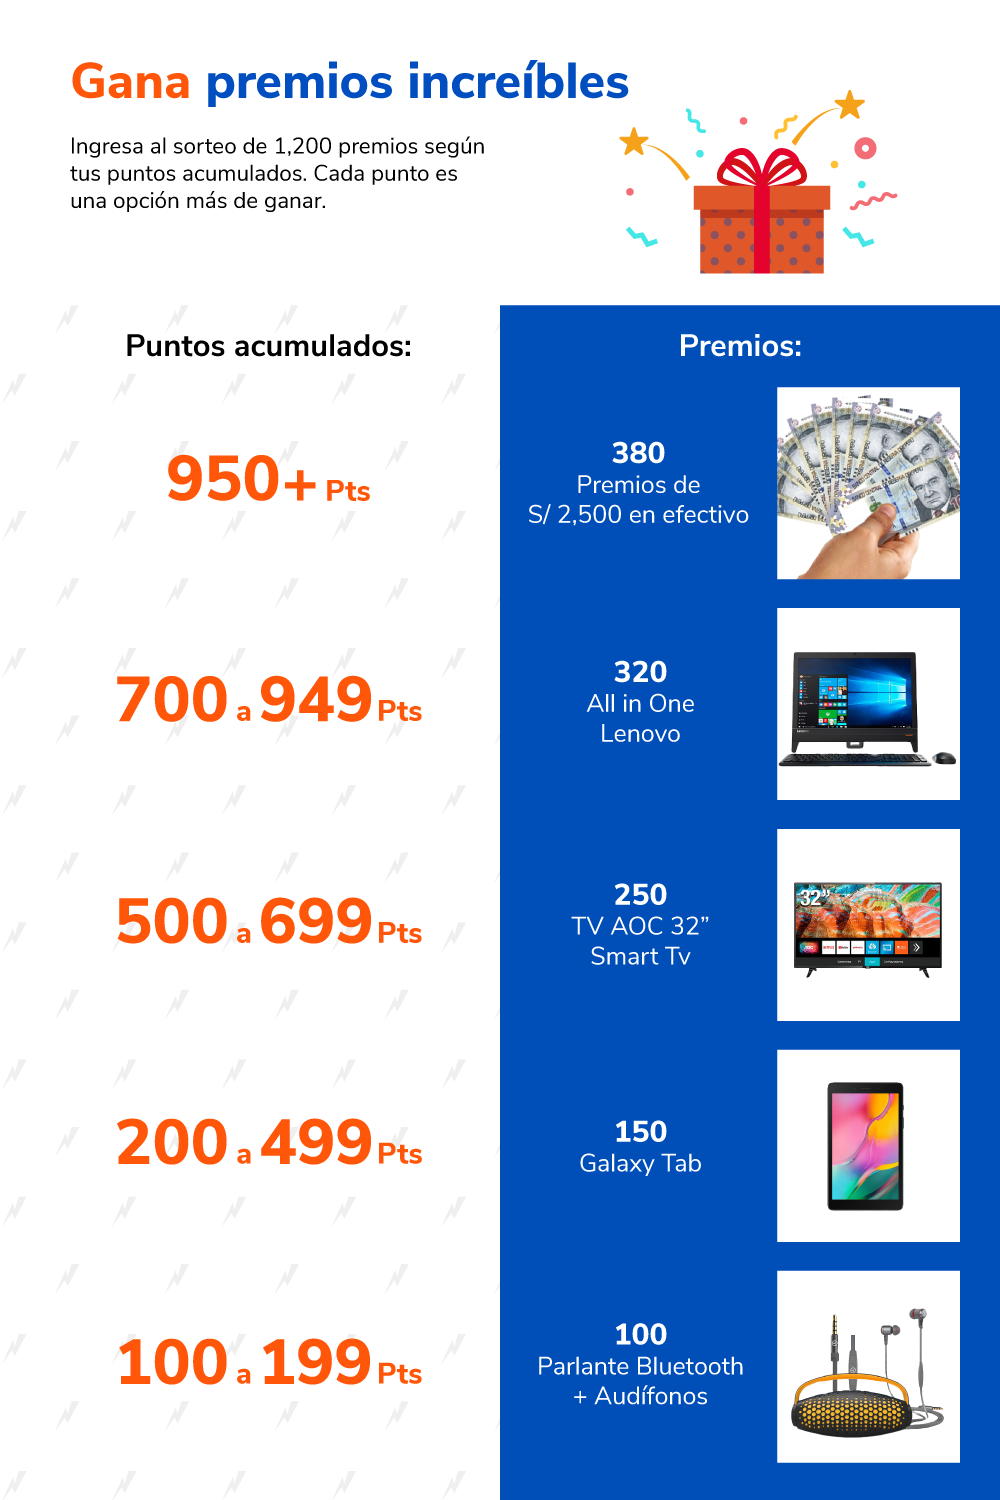 Gana premios increíbles
Ingresa al sorteo de 1,200 premios según
tus puntos acumulados. Cada punto es
una opción más de ganar.
Puntos acumulados:
Premios:
950+ Pts
380
Premios de
S/ 2,500 en efectivo
700 a 949 Pts
320
All in One
Lenovo
500 a 699 Pts
250
TV AOC 32”
Smart Tv
32"
200 a 499 Pts
150
Galaxy Tab
100 a 199 Pts
100
Parlante Bluetooth
+ Audífonos